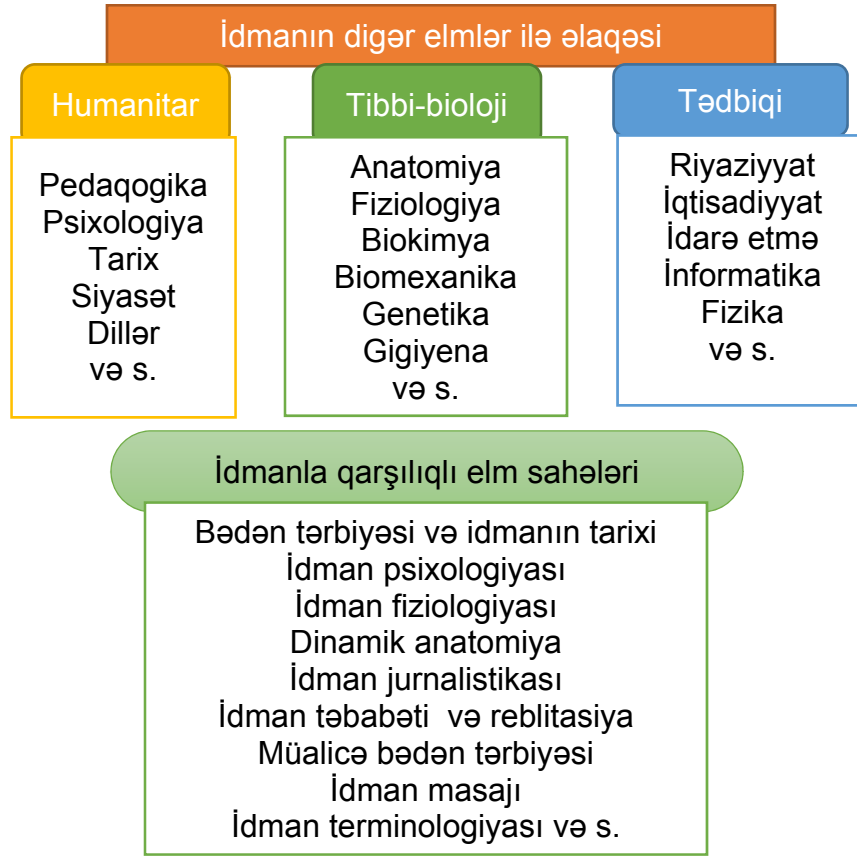 İdmanın digər elmlər ilə əlaqəsi
Humanitar
Pedaqogika
Psixologiya
Tarix
Siyasət
Dillər
və s.
Tibbi-bioloji
Anatomiya
Fiziologiya
Biokimya
Biomexanika
Genetika
Gigiyena
və s.
Tədbiqi
Riyaziyyat
İqtisadiyyat
İdarə etmə
İnformatika
Fizika
və s.
İdmanla qarşılıqlı elm sahələri
Bədən tərbiyəsi və idmanın tarixi
İdman psixologiyası
İdman fiziologiyası
Dinamik anatomiya
İdman jurnalistikası
İdman təbabəti və reblitasiya
Müalicə bədən tərbiyəsi
İdman masajı
İdman terminologiyası və s.